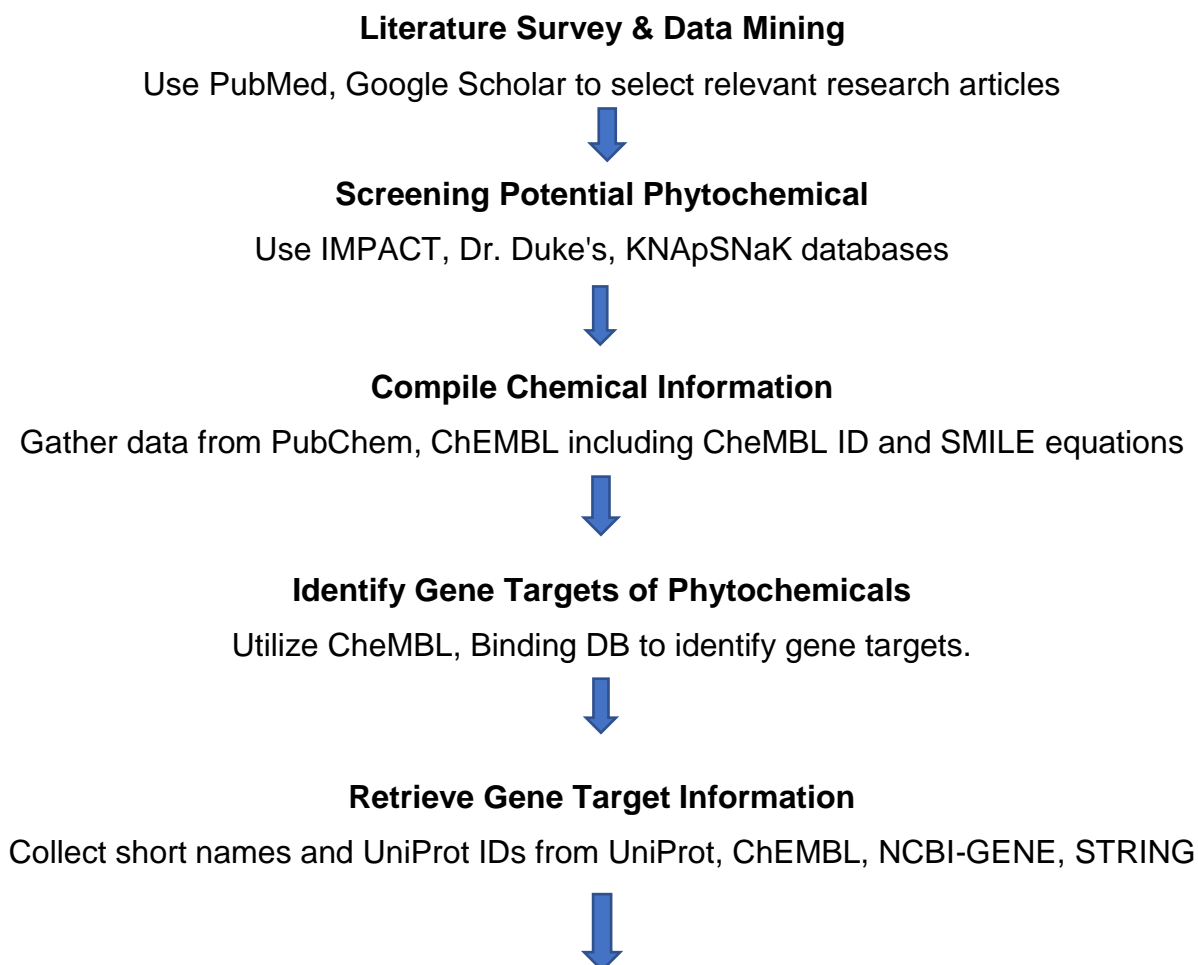 Literature Survey & Data Mining
Use PubMed, Google Scholar to select relevant research articles
Screening Potential Phytochemical
Use IMPACT, Dr. Duke's, KNApSNaK databases
Compile Chemical Information
Gather data from PubChem, ChEMBL including CheMBL ID and SMILE equations
Identify Gene Targets of Phytochemicals
Utilize CheMBL, Binding DB to identify gene targets.
Retrieve Gene Target Information
Collect short names and UniProt IDs from UniProt, ChEMBL, NCBI-GENE, STRING